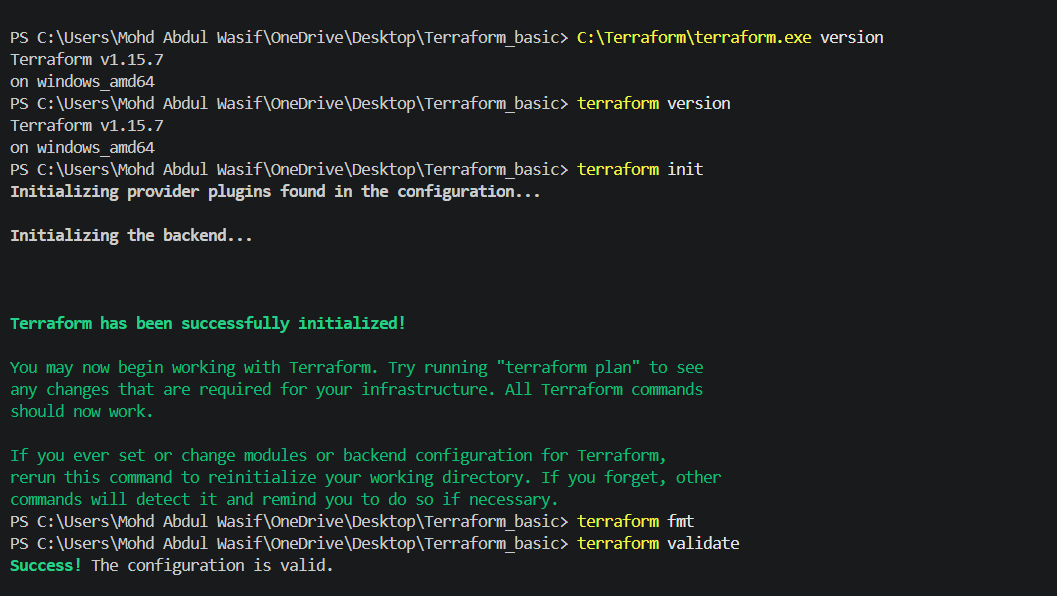 PS C:\Users\Mohd Abdul Wasif\OneDrive\Desktop\Terraform_basic> C:\Terraform\terraform.exe version
Terraform v1.15.7
on windows_amd64
PS C:\Users\Mohd Abdul Wasif\OneDrive\Desktop\Terraform_basic> terraform version
Terraform v1.15.7
on windows_amd64
PS C:\Users\Mohd Abdul Wasif\OneDrive\Desktop\Terraform_basic> terraform init
Initializing provider plugins found in the configuration...
Initializing the backend...
Terraform has been successfully initialized!
You may now begin working with Terraform. Try running "terraform plan" to see
any changes that are required for your infrastructure. All Terraform commands
should now work.
If you ever set or change modules or backend configuration for Terraform,
rerun this command to reinitialize your working directory. If you forget, other
commands will detect it and remind you to do so if necessary.
PS C:\Users\Mohd Abdul Wasif\OneDrive\Desktop\Terraform_basic> terraform fmt
PS C:\Users\Mohd Abdul Wasif\OneDrive\Desktop\Terraform_basic> terraform validate
Success! The configuration is valid.